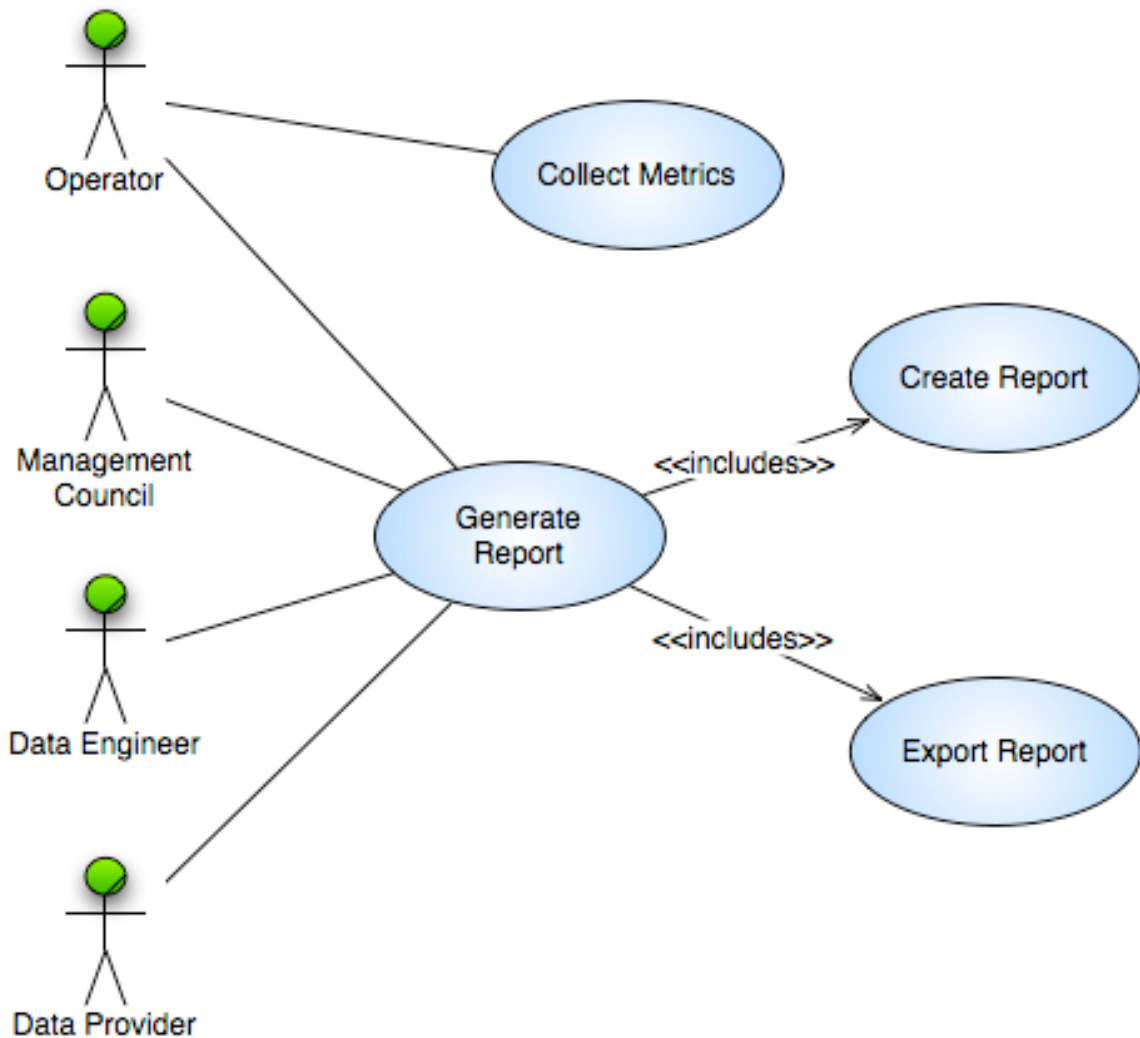 Operator
Collect Metrics
Management
Council
Create Report
<<includes>>
Generate
Report
<<includes>>
Data Engineer
Export Report
Data Provider